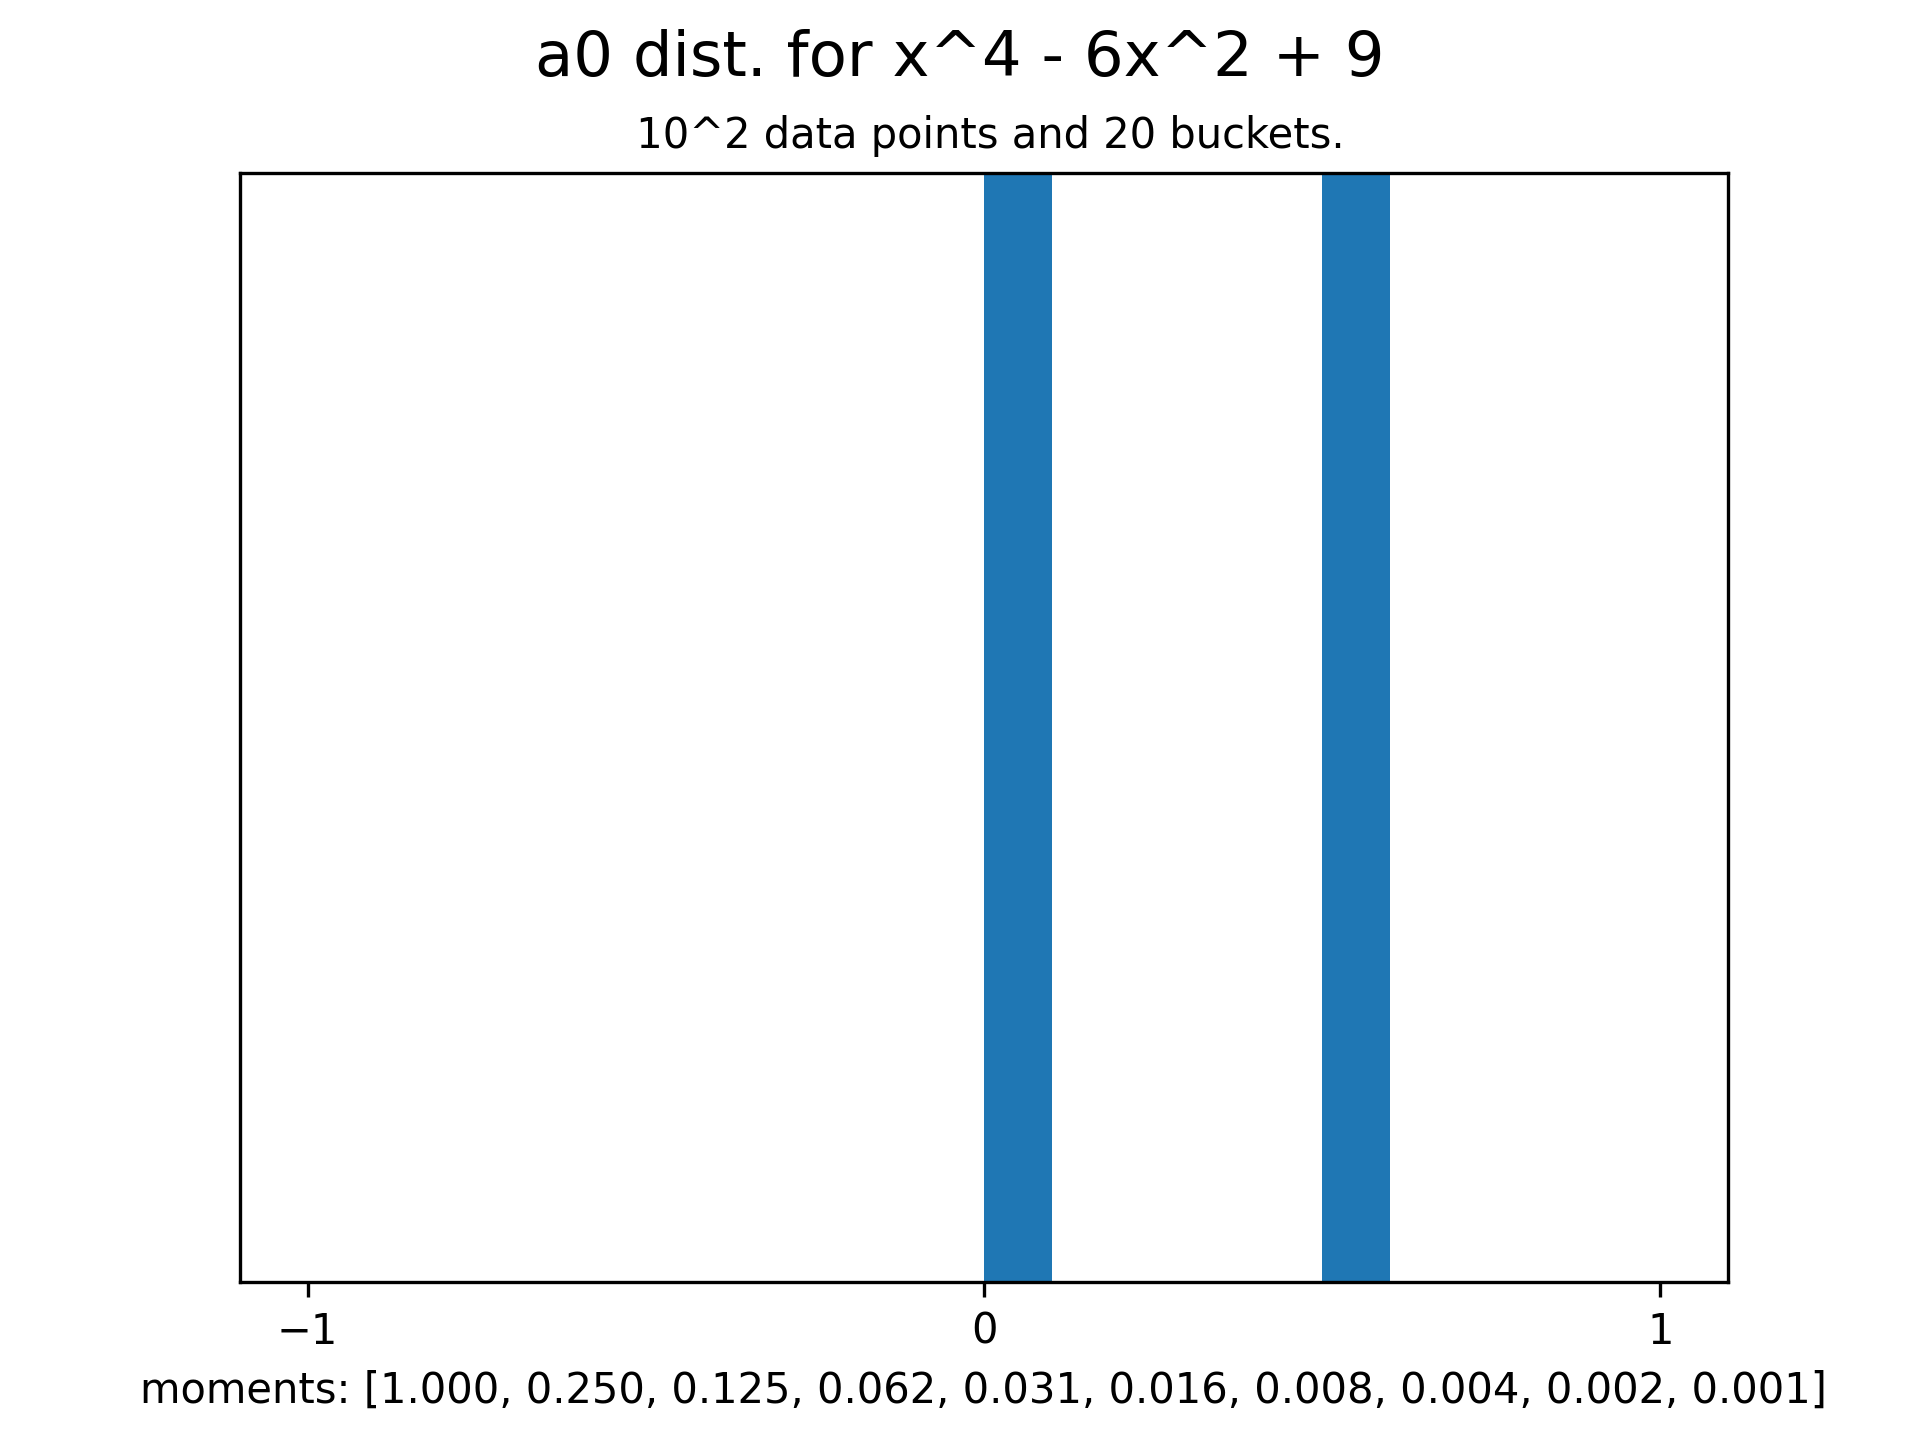 a0 dist. for x^4 - 6x^2 + 9
10^2 data points and 20 buckets.
−1 0 1
moments: [1.000, 0.250, 0.125, 0.062, 0.031, 0.016, 0.008, 0.004, 0.002, 0.001]